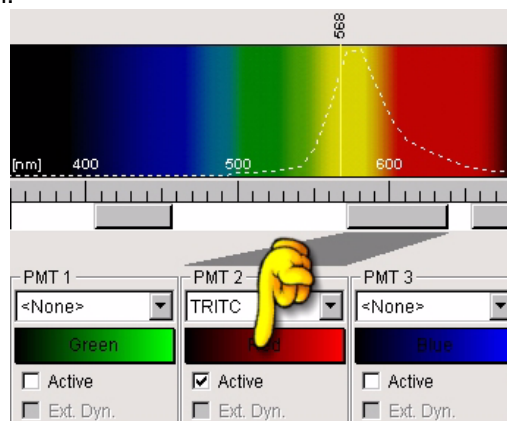 568
[nm] 400 500 600
PMT 1 PMT 2 PMT 3
<None> TRITC <None>
Green Red Blue
Active Active Active
Ext. Dyn. Ext. Dyn. Ext. Dyn.